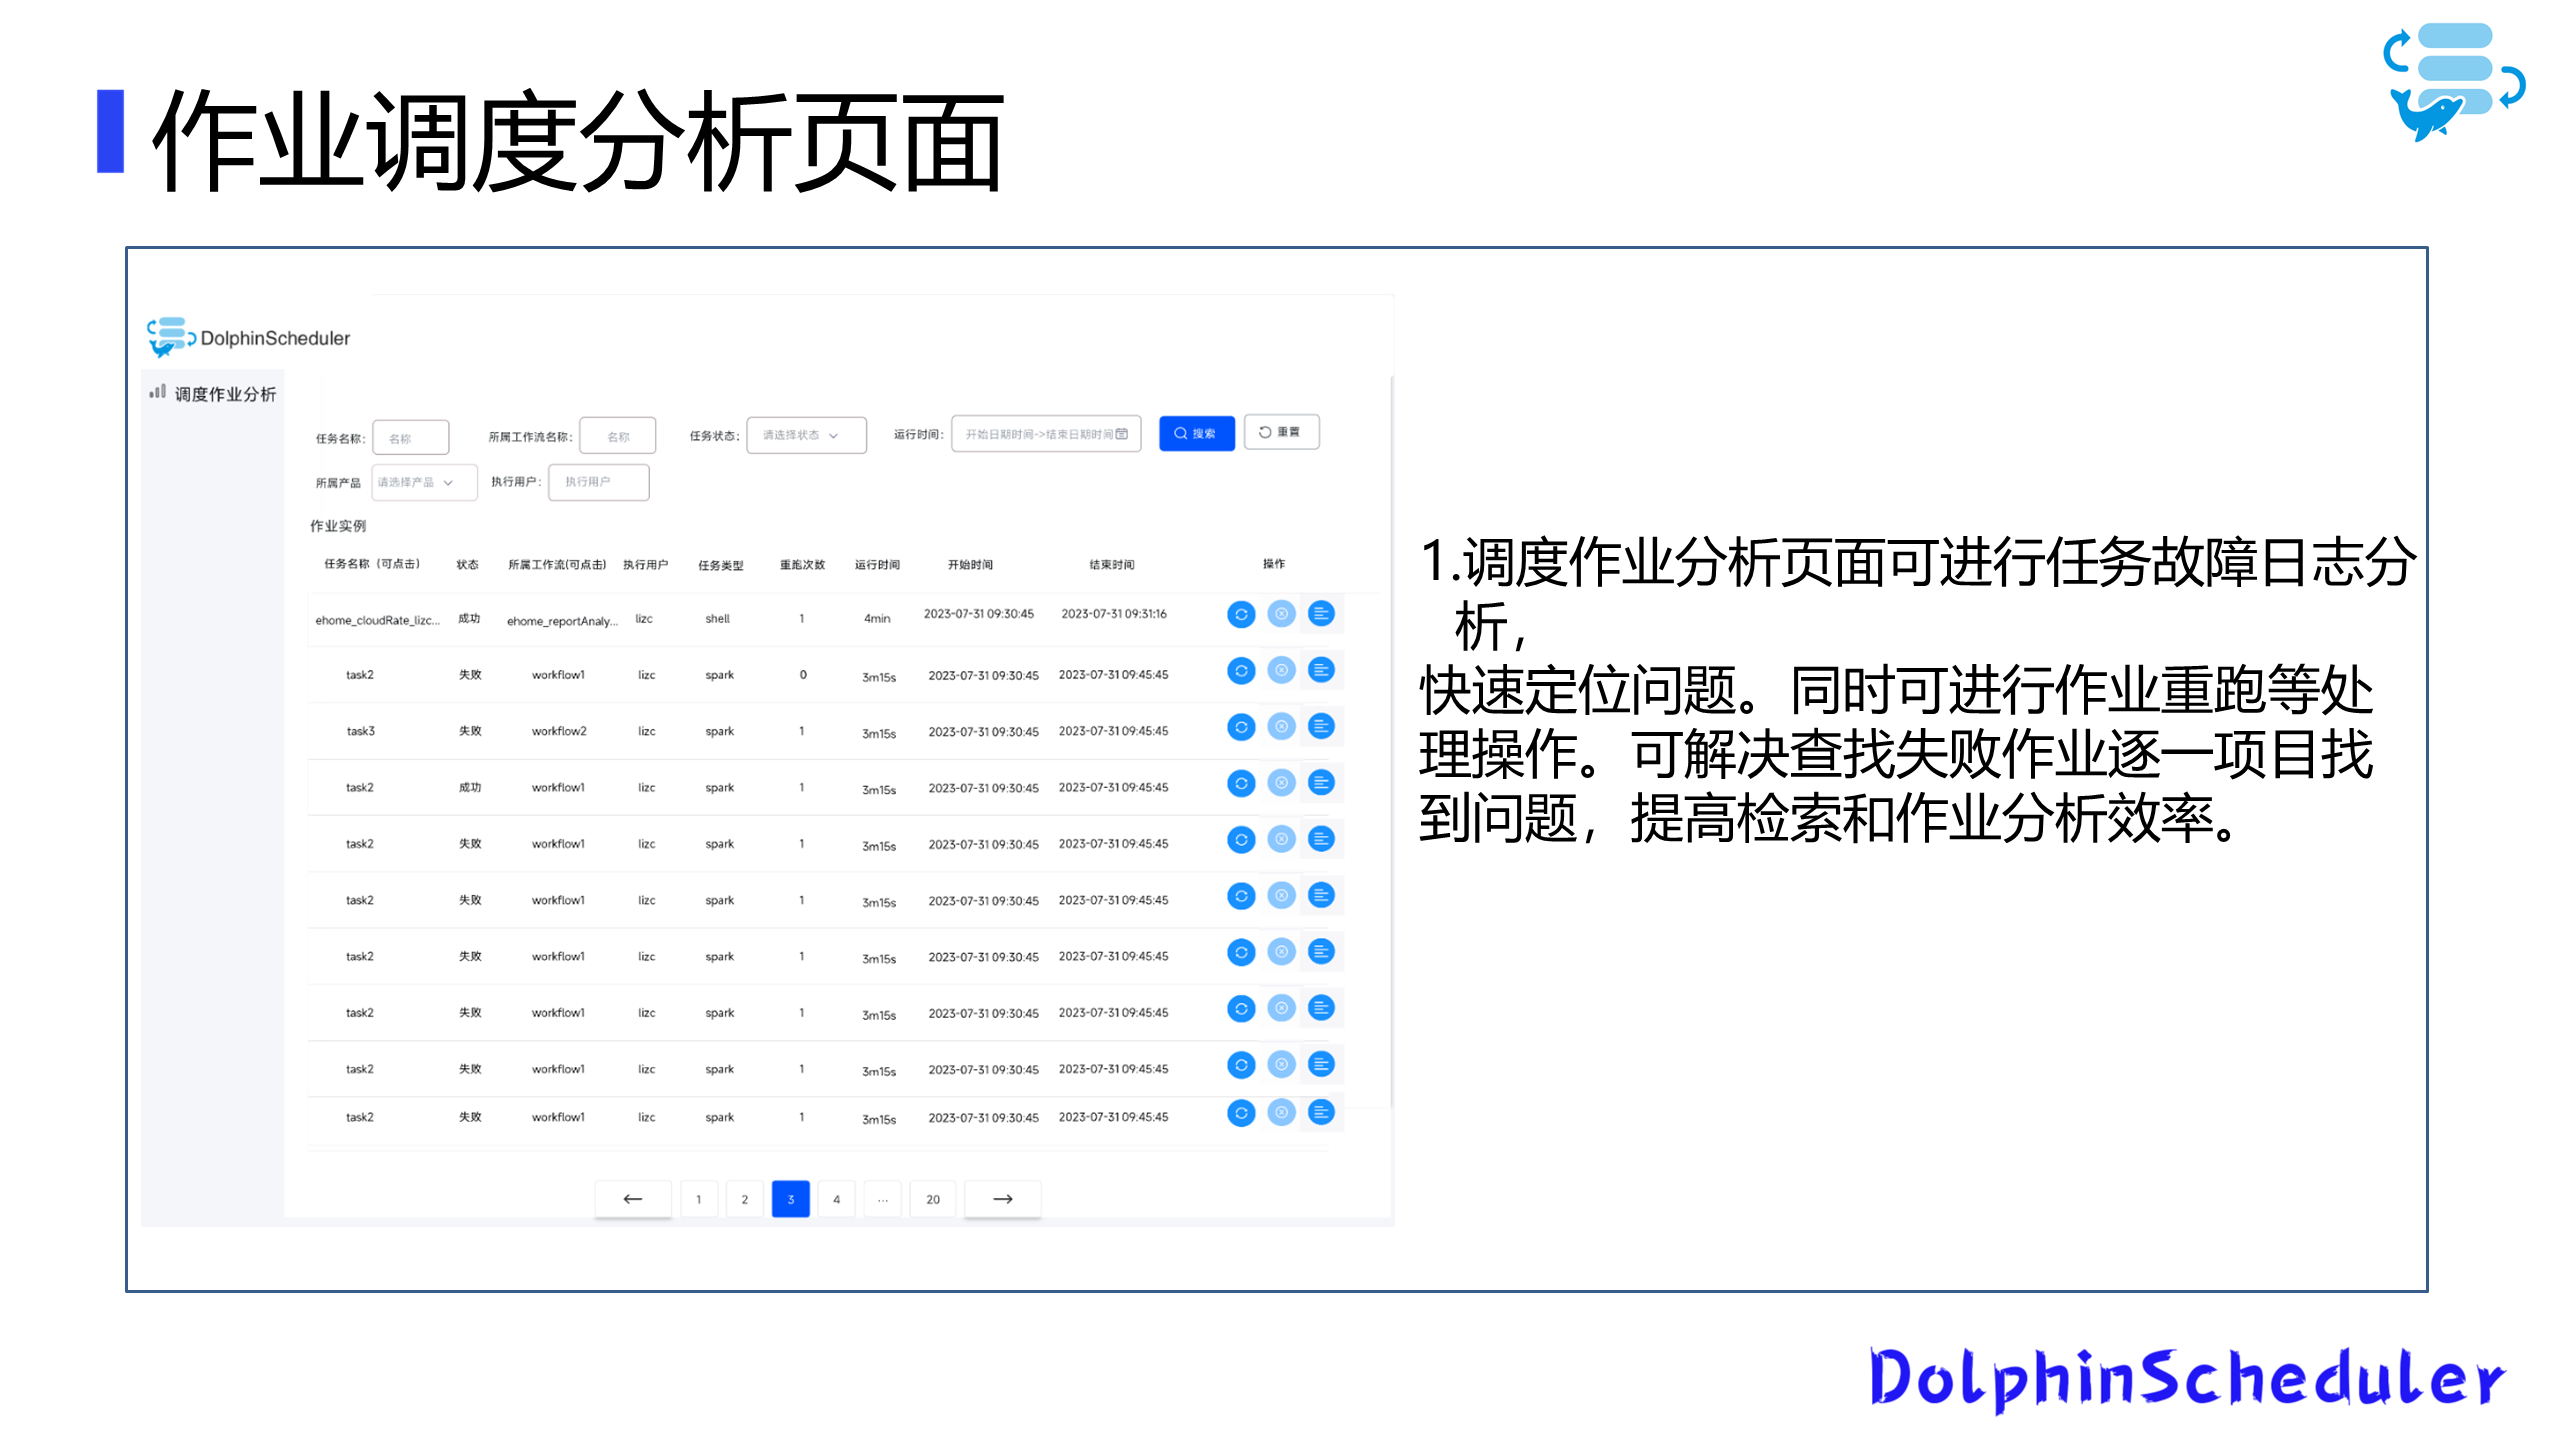 作业调度分析页面
DolphinScheduler
调度作业分析
任务名称: 名称 所属工作流名称: 名称 任务状态: 请选择状态 运行时间: 开始日期时间->结束日期时间 搜索 重置
所属产品 请选择产品 执行用户: 执行用户
作业实例
任务名称（可点击) 状态 所属工作流(可点击) 执行用户 任务类型 重跑次数 运行时间 开始时间 结束时间 操作
ehome_cloudRate_lizc... 成功 ehome_reportAnaly... lizc shell 1 4min 2023-07-31 09:30:45 2023-07-31 09:31:16
task2 失败 workflow1 lizc spark 0 3m15s 2023-07-31 09:30:45 2023-07-31 09:45:45
task3 失败 workflow2 lizc spark 1 3m15s 2023-07-31 09:30:45 2023-07-31 09:45:45
task2 成功 workflow1 lizc spark 1 3m15s 2023-07-31 09:30:45 2023-07-31 09:45:45
task2 失败 workflow1 lizc spark 1 3m15s 2023-07-31 09:30:45 2023-07-31 09:45:45
task2 失败 workflow1 lizc spark 1 3m15s 2023-07-31 09:30:45 2023-07-31 09:45:45
task2 失败 workflow1 lizc spark 1 3m15s 2023-07-31 09:30:45 2023-07-31 09:45:45
task2 失败 workflow1 lizc spark 1 3m15s 2023-07-31 09:30:45 2023-07-31 09:45:45
task2 失败 workflow1 lizc spark 1 3m15s 2023-07-31 09:30:45 2023-07-31 09:45:45
task2 失败 workflow1 lizc spark 1 3m15s 2023-07-31 09:30:45 2023-07-31 09:45:45
← 1 2 3 4 ... 20 →
1.调度作业分析页面可进行任务故障日志分
析，
快速定位问题。同时可进行作业重跑等处
理操作。可解决查找失败作业逐一项目找
到问题，提高检索和作业分析效率。
DolphinScheduler